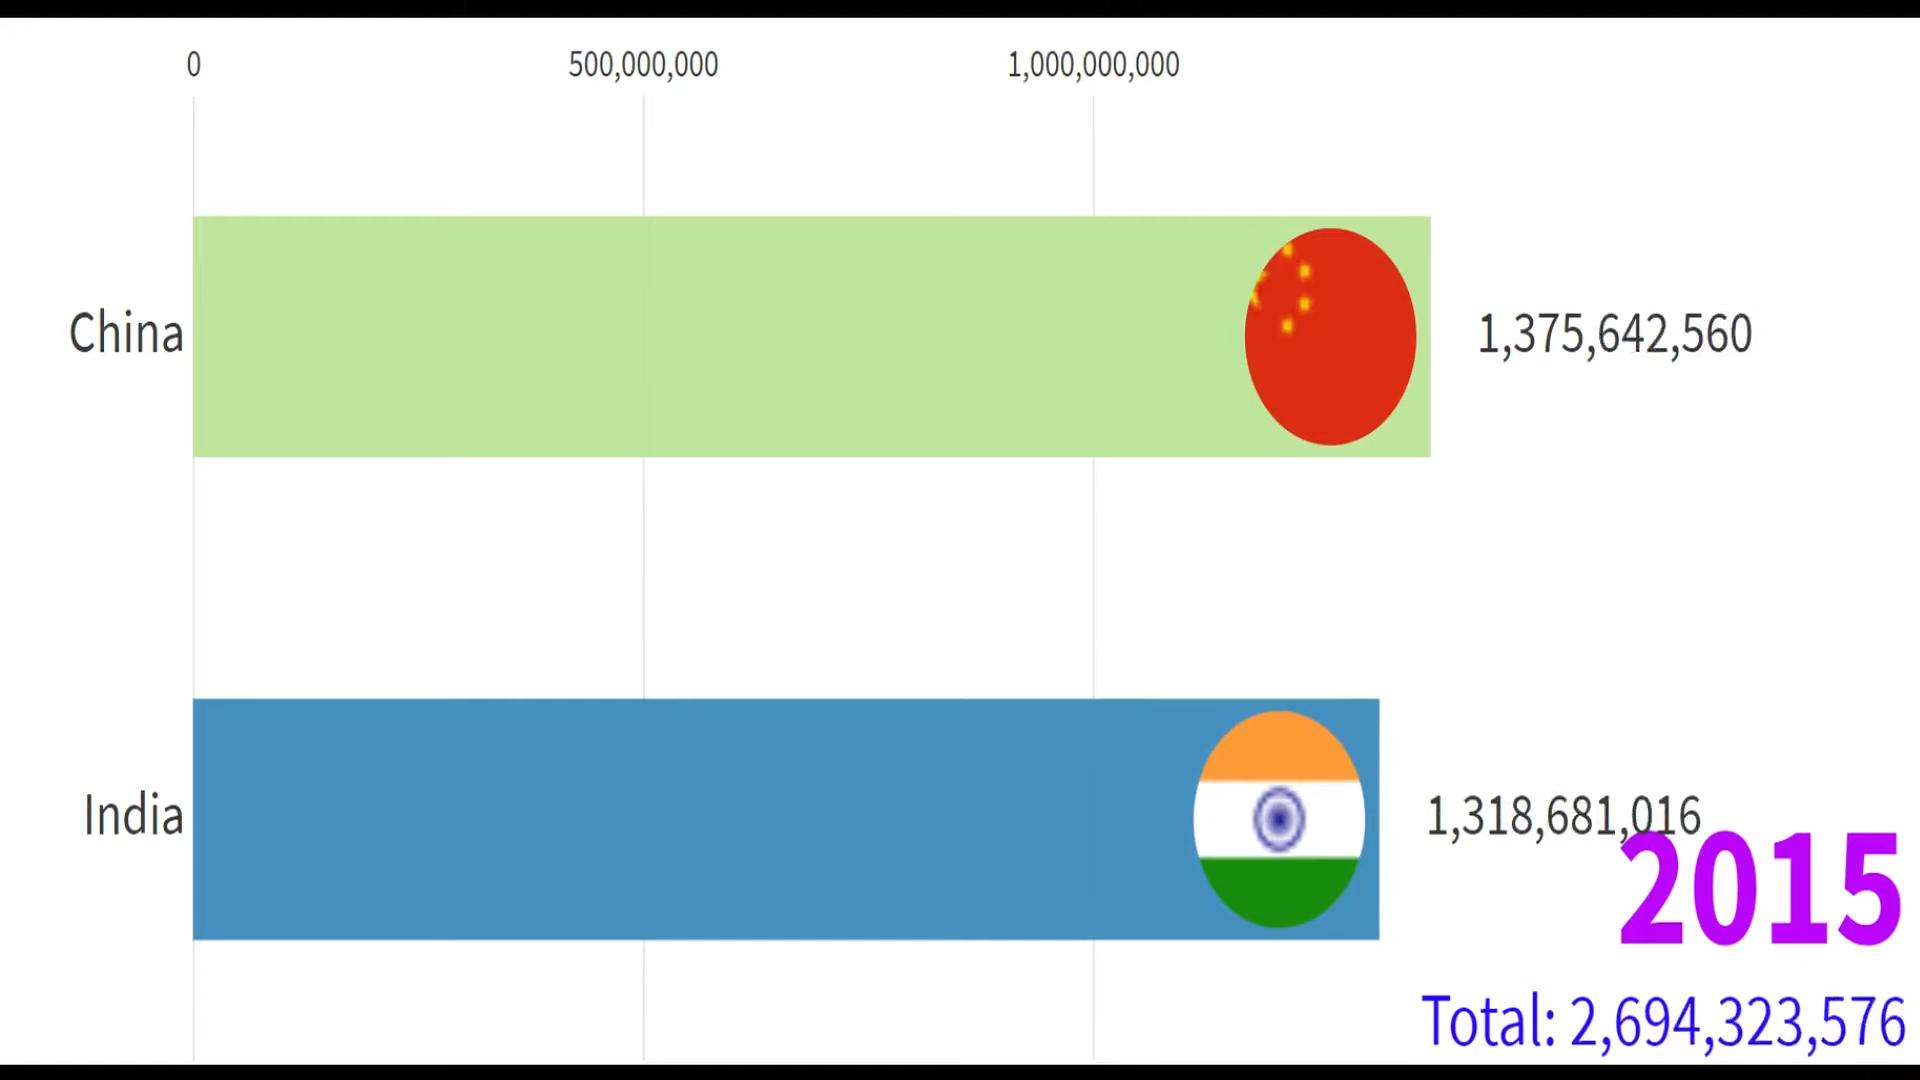 0 500,000,000 1,000,000,000
China 1,375,642,560
India 1,318,681,016
2015
Total: 2,694,323,576